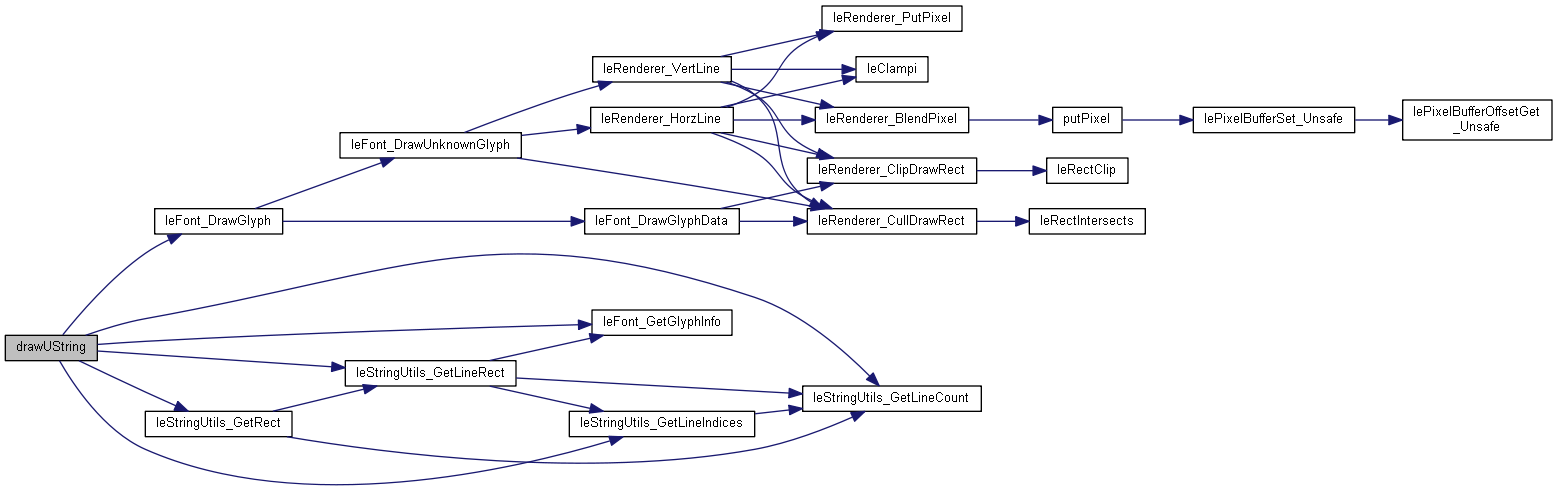 leRenderer_PutPixel
leRenderer_VertLine
leClampi
leRenderer_HorzLine
leRenderer_BlendPixel
putPixel
lePixelBufferSet_Unsafe
lePixelBufferOffsetGet
_Unsafe
leFont_DrawUnknownGlyph
leRenderer_ClipDrawRect
leRectClip
leFont_DrawGlyph
leFont_DrawGlyphData
leRenderer_CullDrawRect
leRectIntersects
drawUString
leFont_GetGlyphInfo
leStringUtils_GetLineRect
leStringUtils_GetLineCount
leStringUtils_GetRect
leStringUtils_GetLineIndices